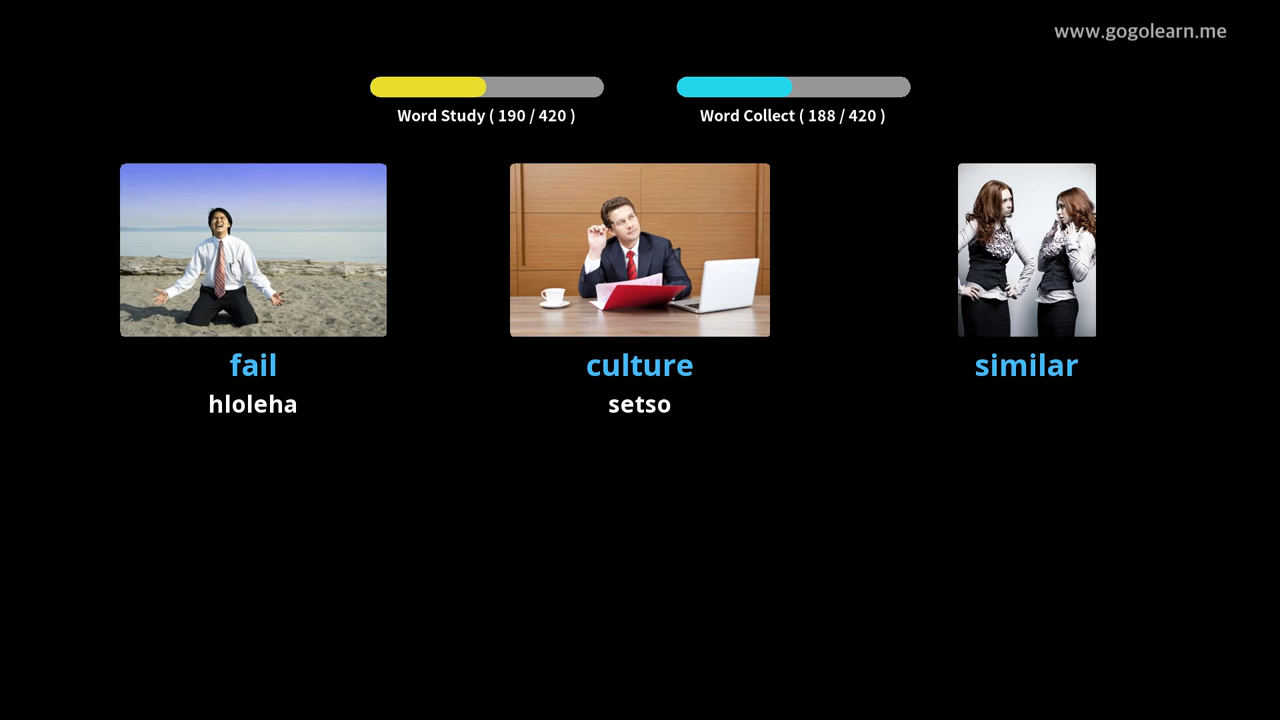 www.gogolearn.me
Word Study ( 190 / 420 )
Word Collect ( 188 / 420 )
fail
culture
similar
hloleha
setso